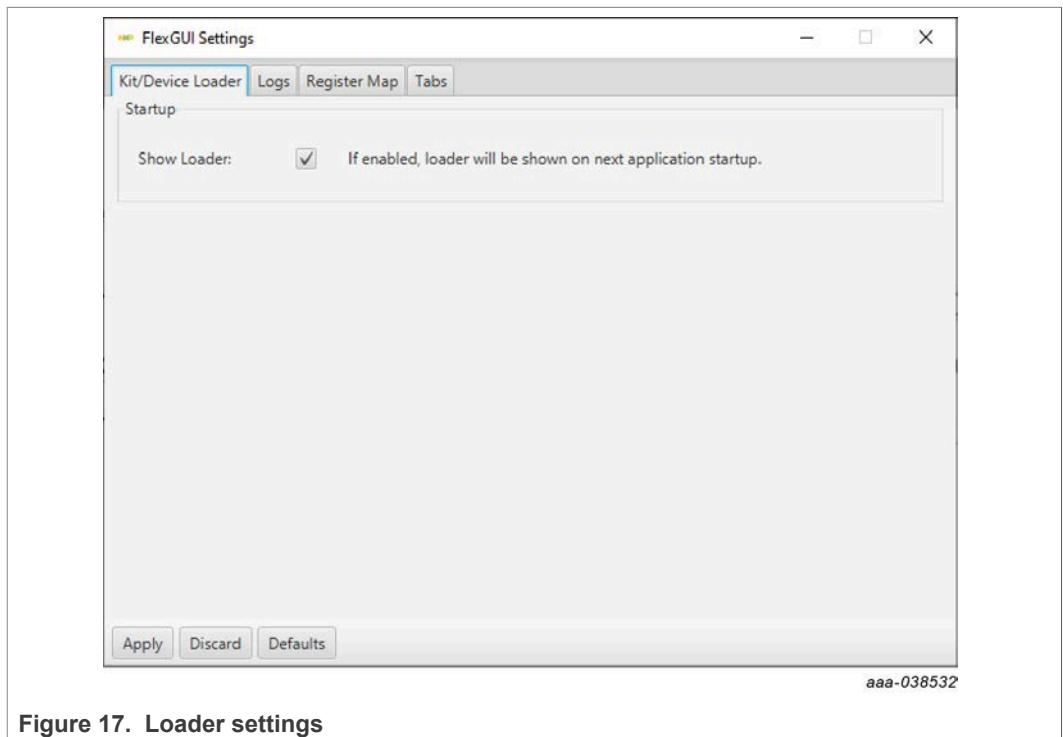 NXP FlexGUI Settings
Kit/Device Loader Logs Register Map Tabs
Startup
Show Loader: If enabled, loader will be shown on next application startup.
Apply Discard Defaults
aaa-038532
Figure 17. Loader settings